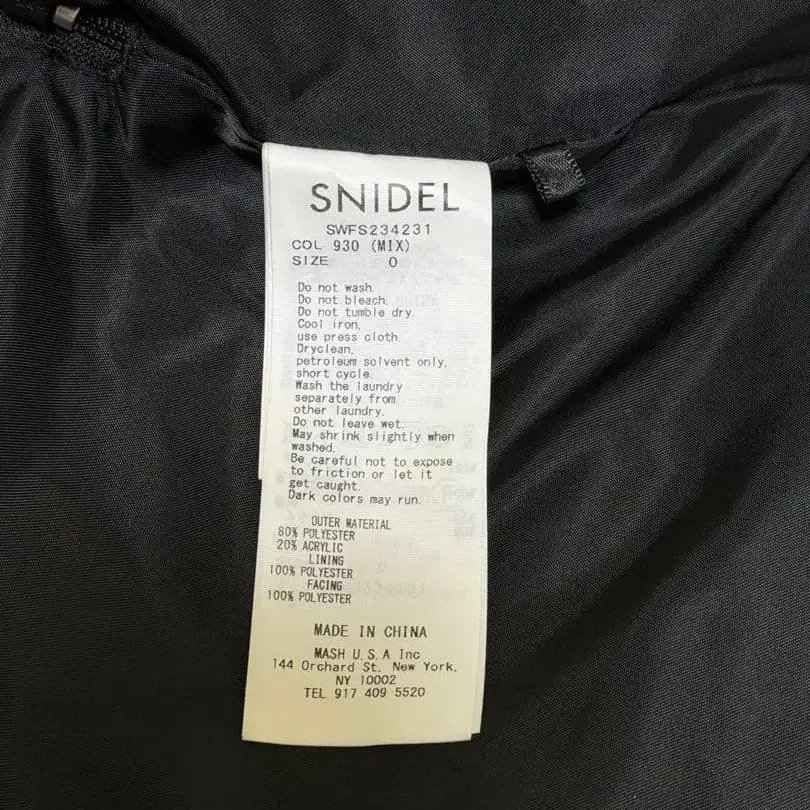 SNIDEL
SWFS234231
COL 930 (MIX)
SIZE 0
Do not wash.
Do not bleach.
Do not tumble dry.
Cool iron,
use press cloth.
Dryclean,
petroleum solvent only,
short cycle.
Wash the laundry
separately from
other laundry.
Do not leave wet.
May shrink slightly when
washed.
Be careful not to expose
to friction or let it
get caught.
Dark colors may run.
OUTER MATERIAL
80% POLYESTER
20% ACRYLIC
LINING
100% POLYESTER
FACING
100% POLYESTER
MADE IN CHINA
MASH U.S.A Inc
144 Orchard St. New York,
NY 10002
TEL 917 409 5520